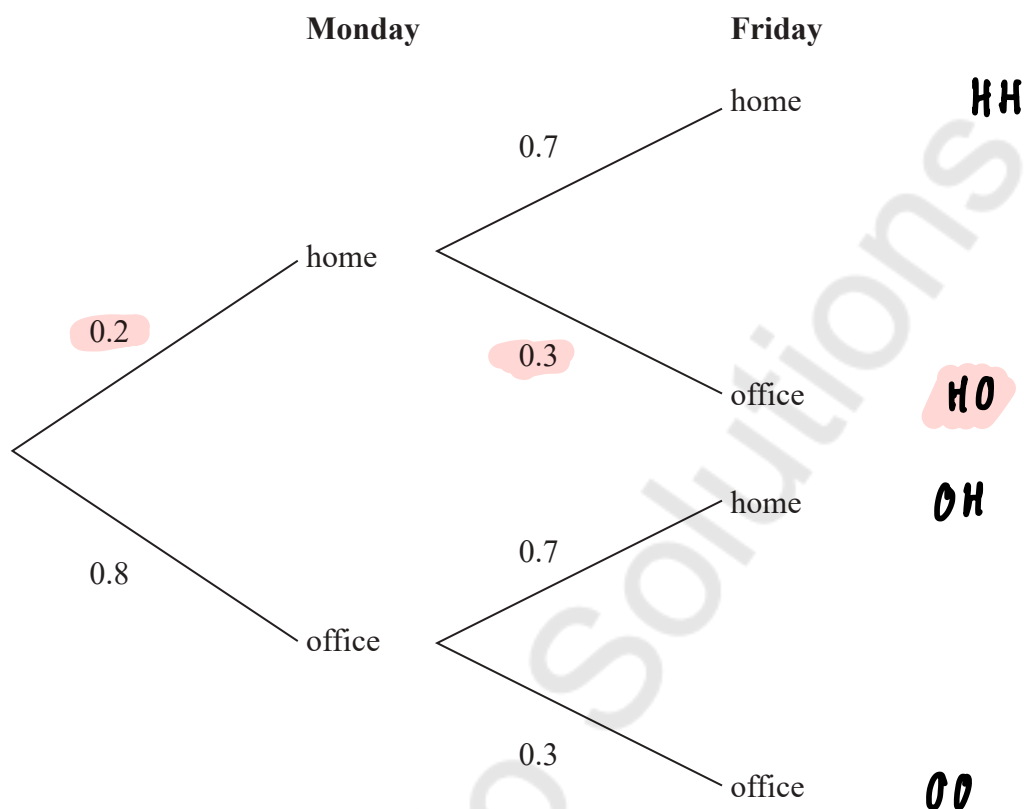 Monday Friday
home HH
0.7
home
0.2
0.3
office HO
home OH
0.7
0.8
office
0.3
office OO
Solutions